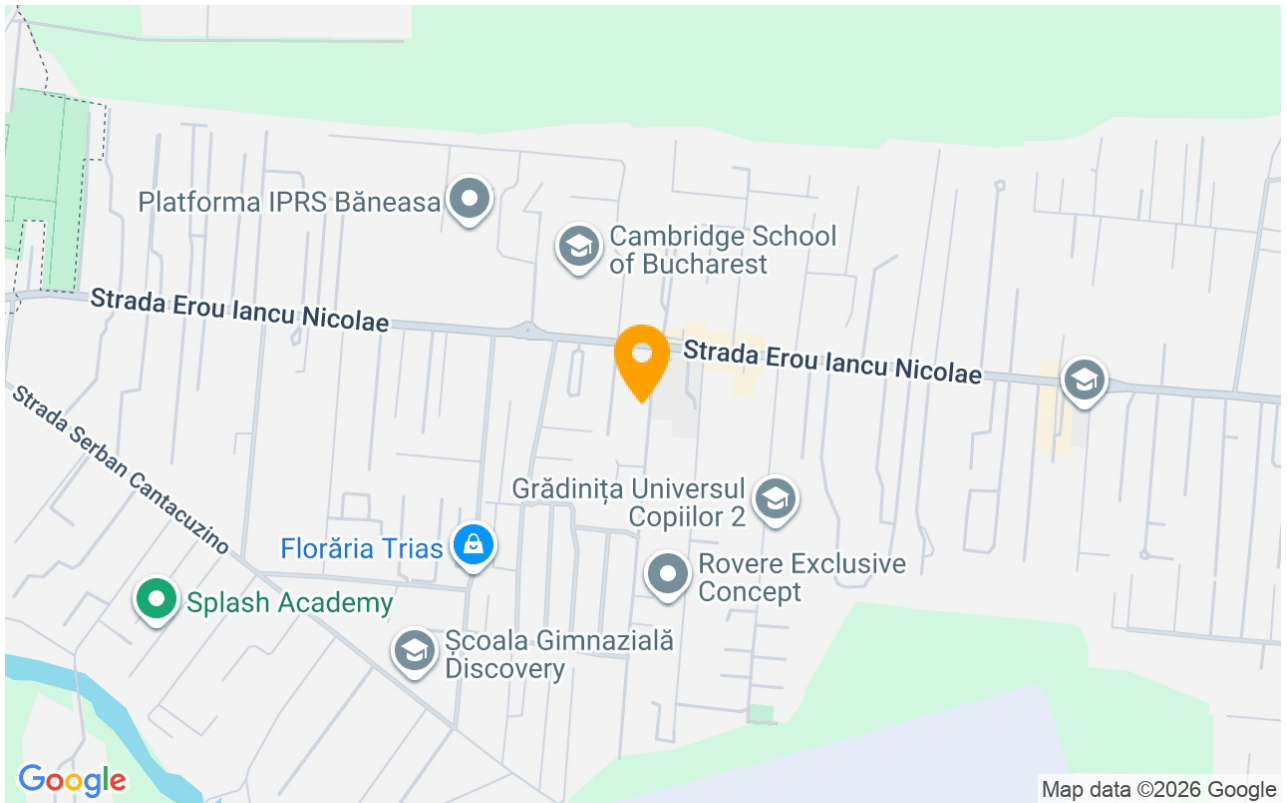 Platforma IPRS Băneasa
Cambridge School
of Bucharest
Strada Erou Iancu Nicolae
Strada Erou Iancu Nicolae
Strada Serban Cantacuzino
Grădinița Universul
Copiilor 2
Florăria Trias
Rovere Exclusive
Concept
Splash Academy
Școala Gimnazială
Discovery
Google
Map data ©2026 Google